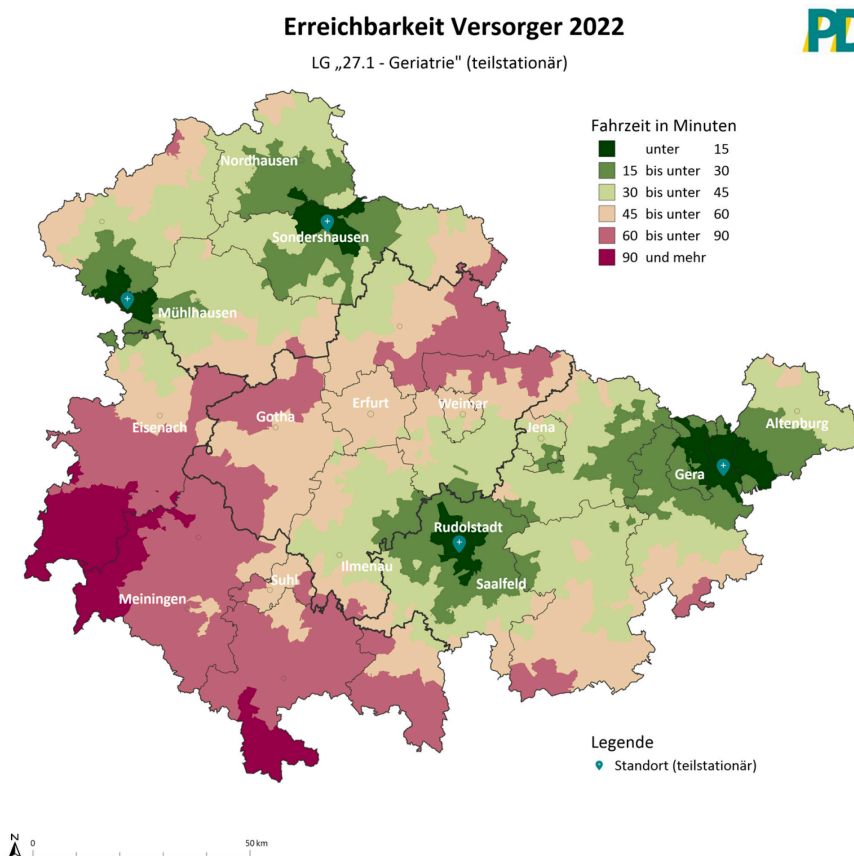 Erreichbarkeit Versorger 2022
LG „27.1 - Geriatrie" (teilstationär)
Fahrzeit in Minuten
unter 15
15 bis unter 30
30 bis unter 45
45 bis unter 60
60 bis unter 90
90 und mehr
Nordhausen
Sondershausen
Mühlhausen
Eisenach
Gotha
Erfurt
Weimar
Jena
Altenburg
Gera
Rudolstadt
Saalfeld
Ilmenau
Suhl
Meiningen
Legende
Standort (teilstationär)
N
0 50 km